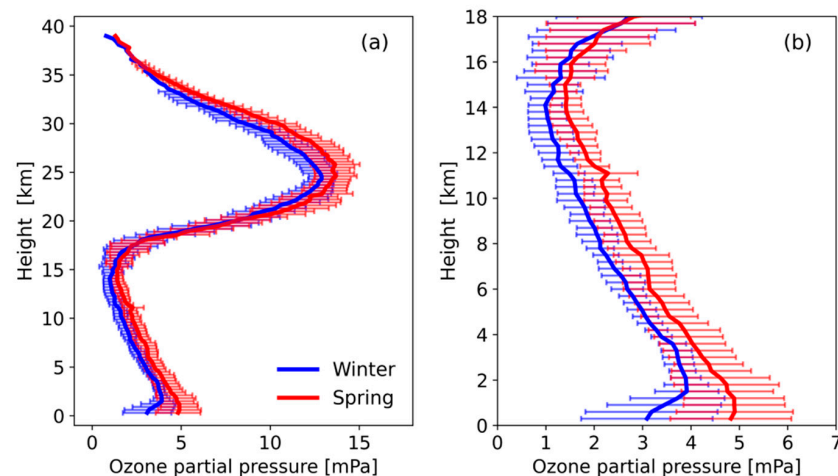 (a)
40
35
30
25
20
15
10
5
0
Height [km]
Winter
Spring
0 5 10 15
Ozone partial pressure [mPa]
(b)
18
16
14
12
10
8
6
4
2
0
Height [km]
0 1 2 3 4 5 6 7
Ozone partial pressure [mPa]